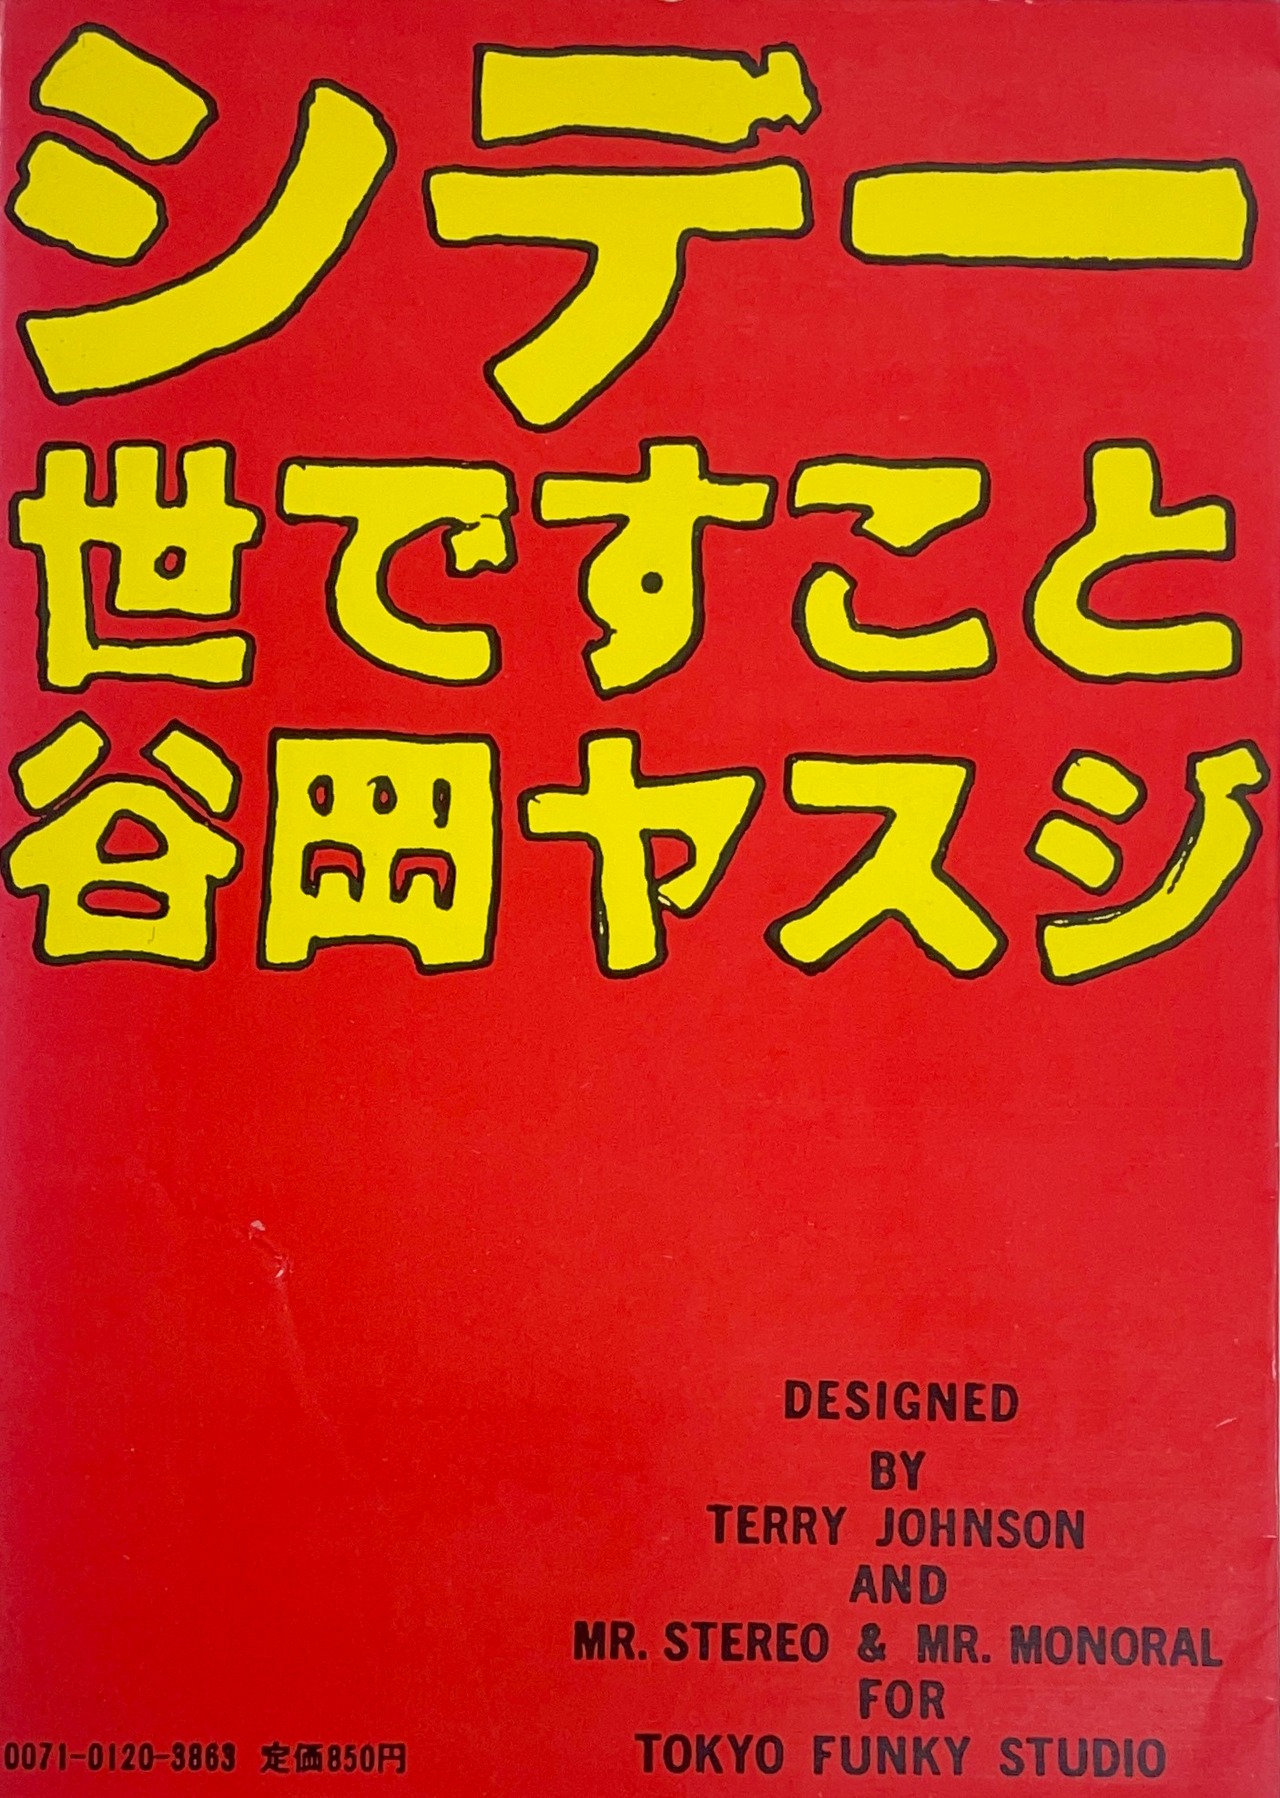 シデー
世ですこと
谷岡ヤスジ
DESIGNED
BY
TERRY JOHNSON
AND
MR. STEREO & MR. MONORAL
FOR
TOKYO FUNKY STUDIO
0071-0120-3863 定価850円